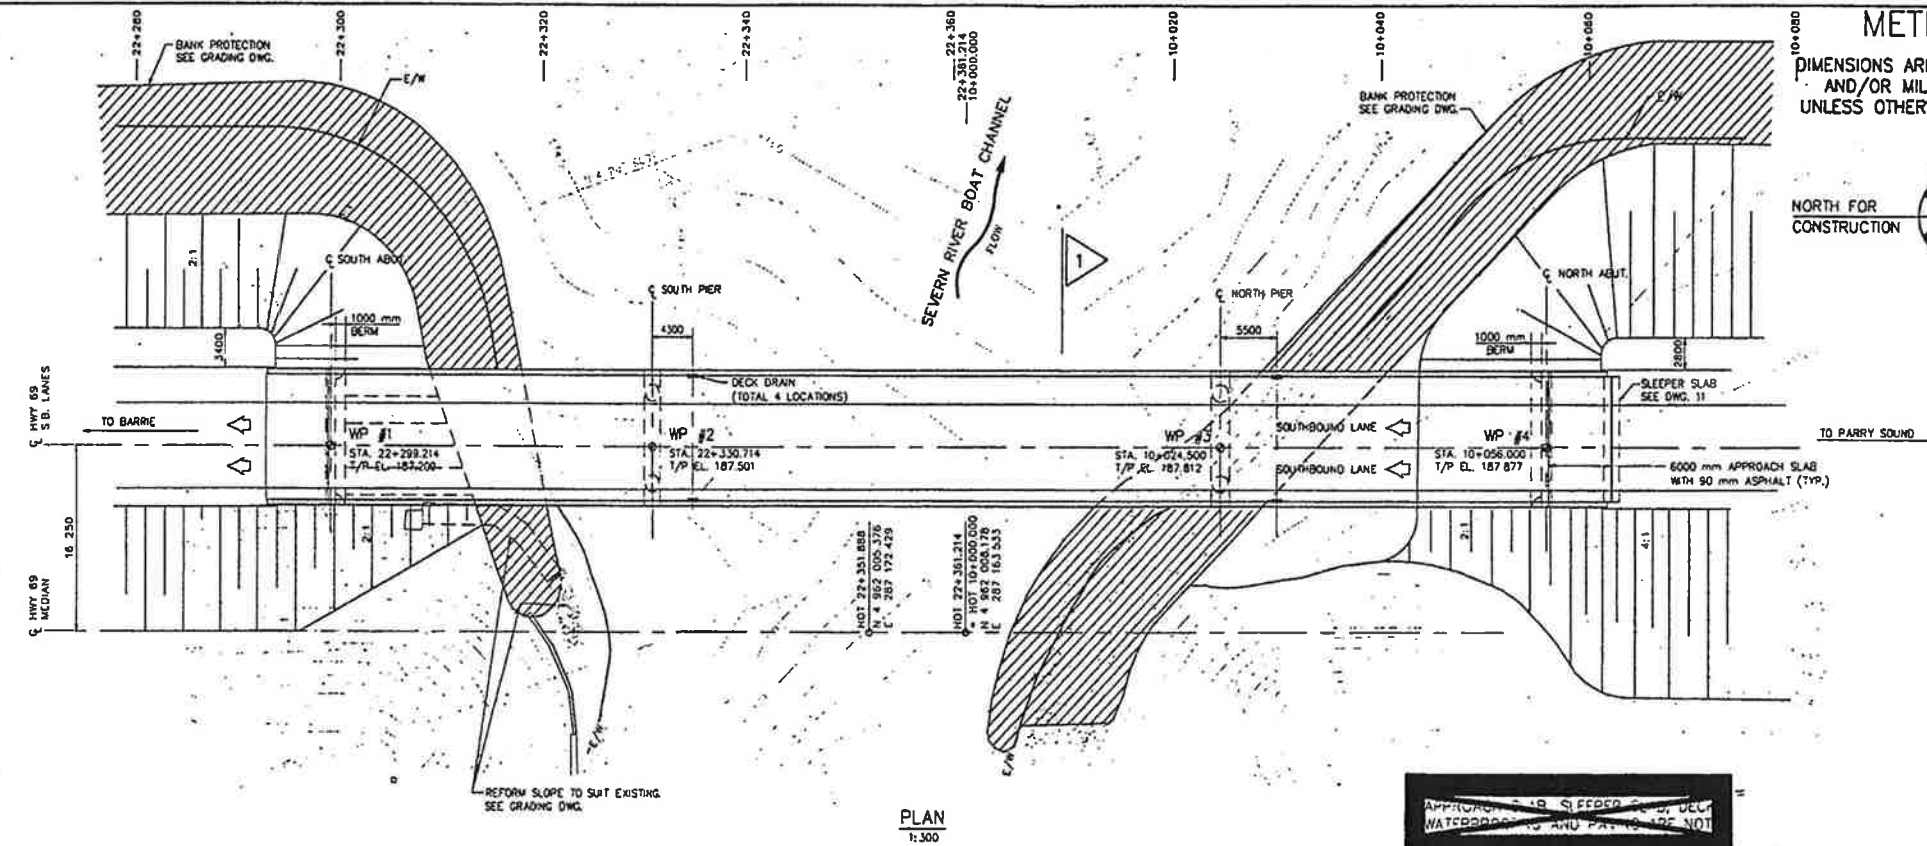 22+280
22+300
22+320
22+340
22+360
22+361.214
10+000.000
10+020
10+040
10+060
10+080
DIMENSIONS ARE
AND/OR
UNLESS
BANK PROTECTION
SEE GRADING DWG.
E/W
BANK PROTECTION
SEE GRADING DWG.
E/W
NORTH FOR
CONSTRUCTION
SEVERN RIVER BOAT CHANNEL
FLOW
1
2:1
℄ SOUTH ABUT.
℄ SOUTH PIER
℄ NORTH PIER
℄ NORTH ABUT.
1000 mm
BERM
3400
4300
5500
1000 mm
BERM
2800
DECK DRAIN
(TOTAL 4 LOCATIONS)
SLEEPER SLAB
SEE DWG. 11
℄ HWY 69
S.B. LANES
TO BARRIE
WP #1
STA. 22+299.214
T/P EL. 187.200
WP #2
STA. 22+330.714
T/P EL. 187.501
WP #3
STA. 10+024.500
T/P EL. 187.812
SOUTHBOUND LANE
SOUTHBOUND LANE
WP #4
STA. 10+056.000
T/P EL. 187 877
TO PARRY SOUND
6000 mm APPROACH SLAB
WITH 90 mm ASPHALT (TYP.)
16 250
2:1
2:1
4:1
℄ HWY 69
MEDIAN
HOT 22+351.888
N 4 962 005.376
E 287 172 429
HOT 22+361.214
= HOT 10+000.000
N 4 962 008.178
E 287 163 533
E/W
E/W
REFORM SLOPE TO SUIT EXISTING.
SEE GRADING DWG.
PLAN
1:300
APPROACH SLAB, SLEEPER SLAB,
AND PAVING ARE NOT